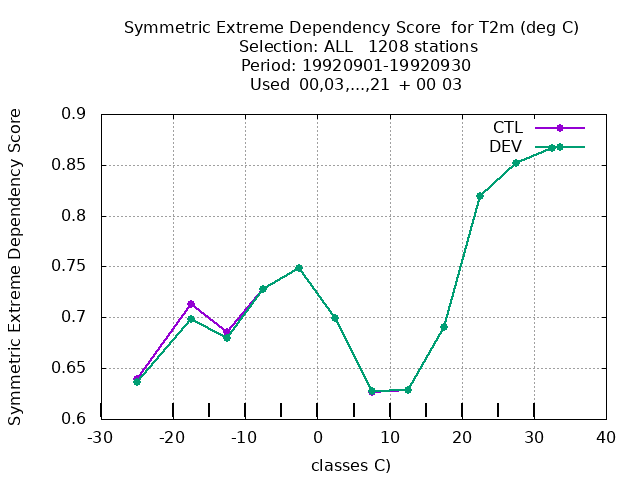 Symmetric Extreme Dependency Score  for T2m (deg C)
Selection: ALL   1208 stations
Period: 19920901-19920930
Used  00,03,...,21  + 00 03
Symmetric Extreme Dependency Score
0.9
0.85
0.8
0.75
0.7
0.65
0.6
CTL
DEV
-30 -20 -10 0 10 20 30 40
classes C)